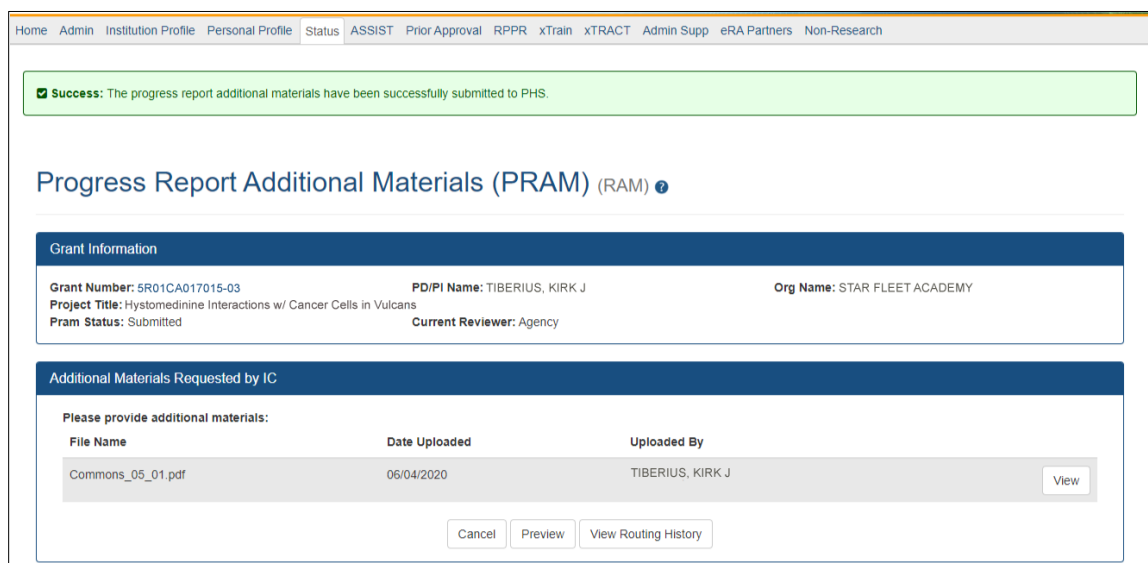 Home Admin Institution Profile Personal Profile Status ASSIST Prior Approval RPPR xTrain xTRACT Admin Supp eRA Partners Non-Research
Success: The progress report additional materials have been successfully submitted to PHS.
Progress Report Additional Materials (PRAM) (RAM) ?
Grant Information
Grant Number: 5R01CA017015-03 PD/PI Name: TIBERIUS, KIRK J Org Name: STAR FLEET ACADEMY
Project Title: Hystomedinine Interactions w/ Cancer Cells in Vulcans
Pram Status: Submitted Current Reviewer: Agency
Additional Materials Requested by IC
Please provide additional materials:
File Name Date Uploaded Uploaded By
Commons_05_01.pdf 06/04/2020 TIBERIUS, KIRK J View
Cancel Preview View Routing History